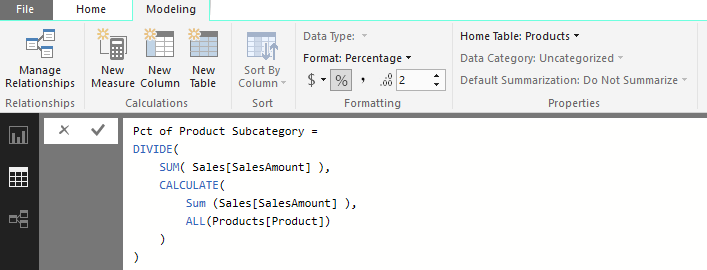 File Home Modeling
Data Type:
Home Table: Products
Manage Relationships
New Measure
New Column
New Table
Sort By Column
Format: Percentage
Data Category: Uncategorized
$ % , .00 2
Default Summarization: Do Not Summarize
Relationships Calculations Sort Formatting Properties
Pct of Product Subcategory =
DIVIDE(
    SUM( Sales[SalesAmount] ),
    CALCULATE(
        Sum (Sales[SalesAmount] ),
        ALL(Products[Product])
    )
)